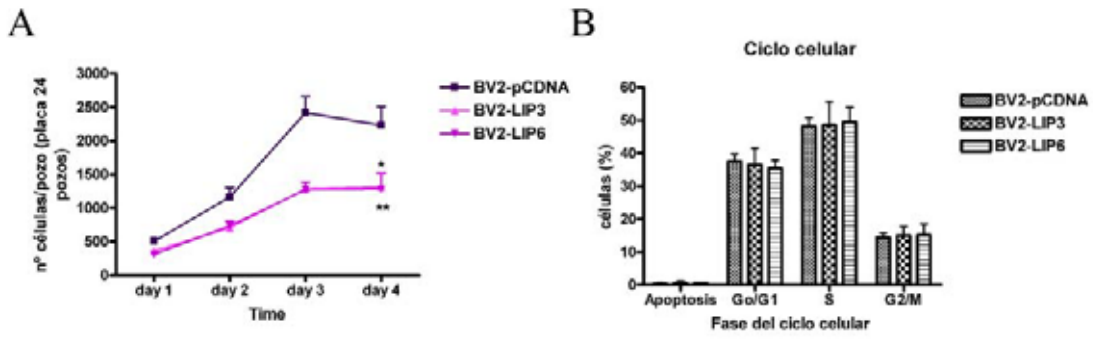 A
nº células/pozo (placa 24
pozos)
3000
2500
2000
1500
1000
500
0
*
**
day 1
day 2
day 3
day 4
Time
BV2-pCDNA
BV2-LIP3
BV2-LIP6
B
Ciclo celular
células (%)
60
50
40
30
20
10
0
Apoptosis
Go/G1
S
G2/M
Fase del ciclo celular
BV2-pCDNA
BV2-LIP3
BV2-LIP6